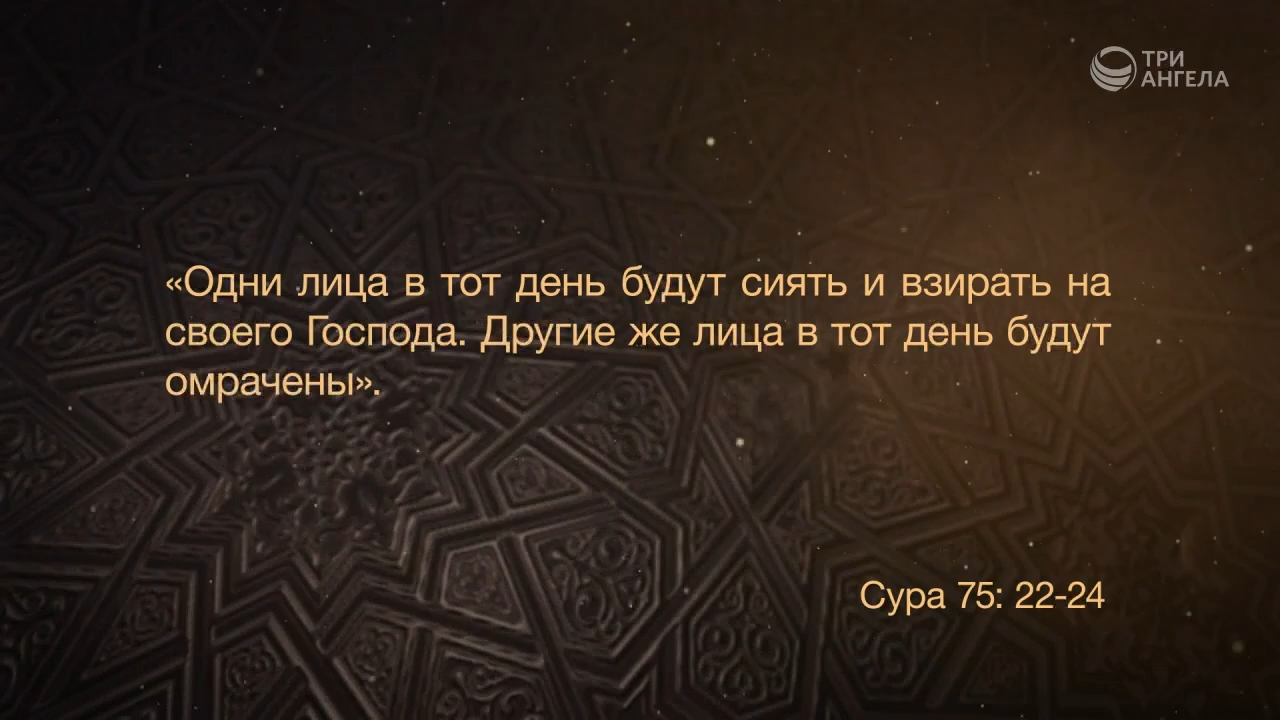 ТРИ
АНГЕЛА
«Одни лица в тот день будут сиять и взирать на
своего Господа. Другие же лица в тот день будут
омрачены».
Сура 75: 22-24